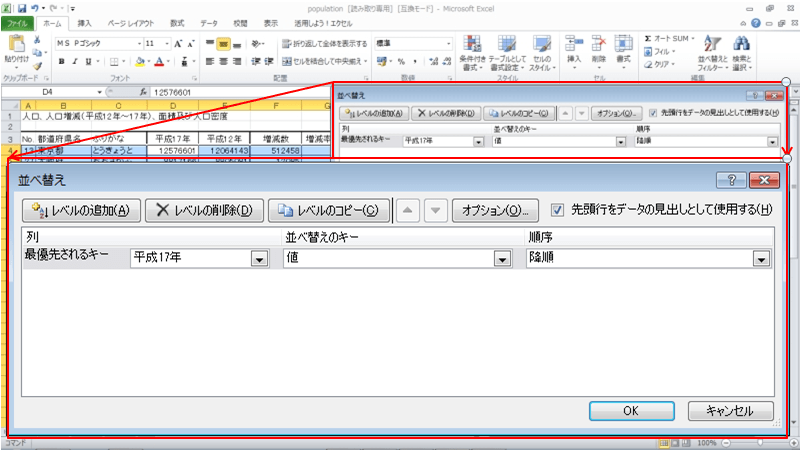 population [読み取り専用] [互換モード] - Microsoft Excel
ファイル ホーム 挿入 ページ レイアウト 数式 データ 校閲 表示 活用しよう!エクセル
貼り付け
MS Pゴシック 11
折り返して全体を表示する
標準
セルを結合して中央揃え
条件付き書式 テーブルとして書式設定 セルのスタイル
挿入 削除 書式
Σ オート SUM
フィル
クリア
並べ替えとフィルター 検索と選択
クリップボード フォント 配置 数値 スタイル セル 編集
D4 fx 12576601
A B C D E F G
1 人口、人口増減(平成12年~17年)、面積及び人口密度
2
3 No. 都道府県名 ふりがな 平成17年 平成12年 増減数 増減率
4 13 東京都 とうきょうと 12576601 12064143 512458
並べ替え
レベルの追加(A) レベルの削除(D) レベルのコピー(C) オプション(O)... 先頭行をデータの見出しとして使用する(H)
列 並べ替えのキー 順序
最優先されるキー 平成17年 値 降順
並べ替え
レベルの追加(A) レベルの削除(D) レベルのコピー(C) オプション(O)... 先頭行をデータの見出しとして使用する(H)
列 並べ替えのキー 順序
最優先されるキー 平成17年 値 降順
OK キャンセル
コマンド 100%